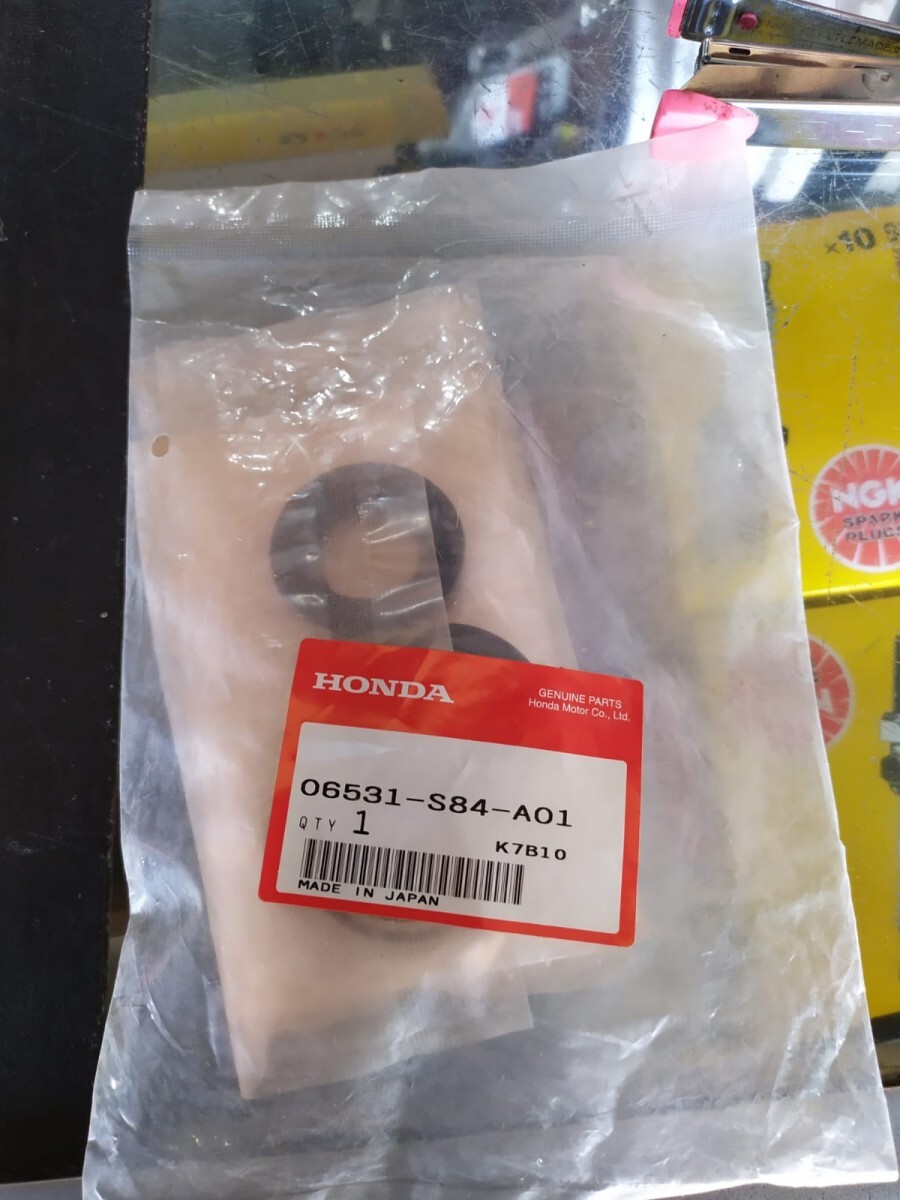 ×10
NGK
SPARK
PLUGS
HONDA
GENUINE PARTS
Honda Motor Co., Ltd.
06531-S84-A01
QTY 1
K7B10
MADE IN JAPAN